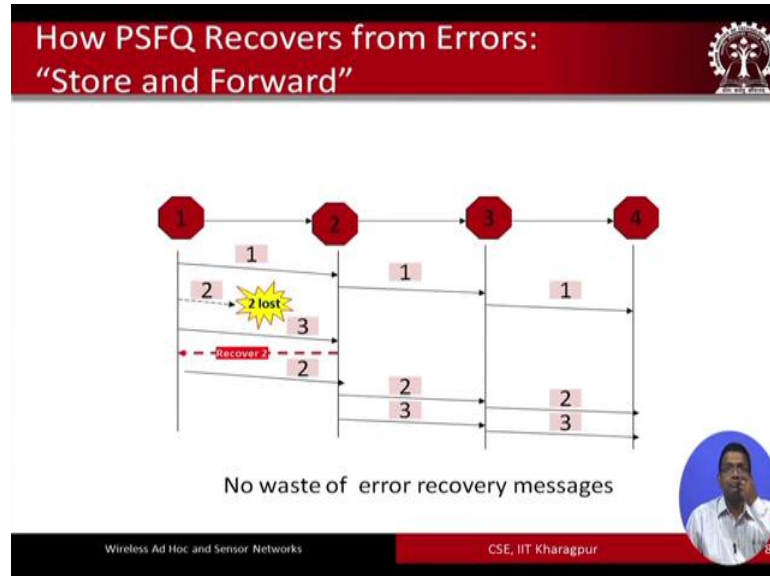 How PSFQ Recovers from Errors:
“Store and Forward”
1
2
3
4
1
1
1
2
2 lost
3
Recover 2
2
2
2
3
3
No waste of error recovery messages
Wireless Ad Hoc and Sensor Networks
CSE, IIT Kharagpur
8